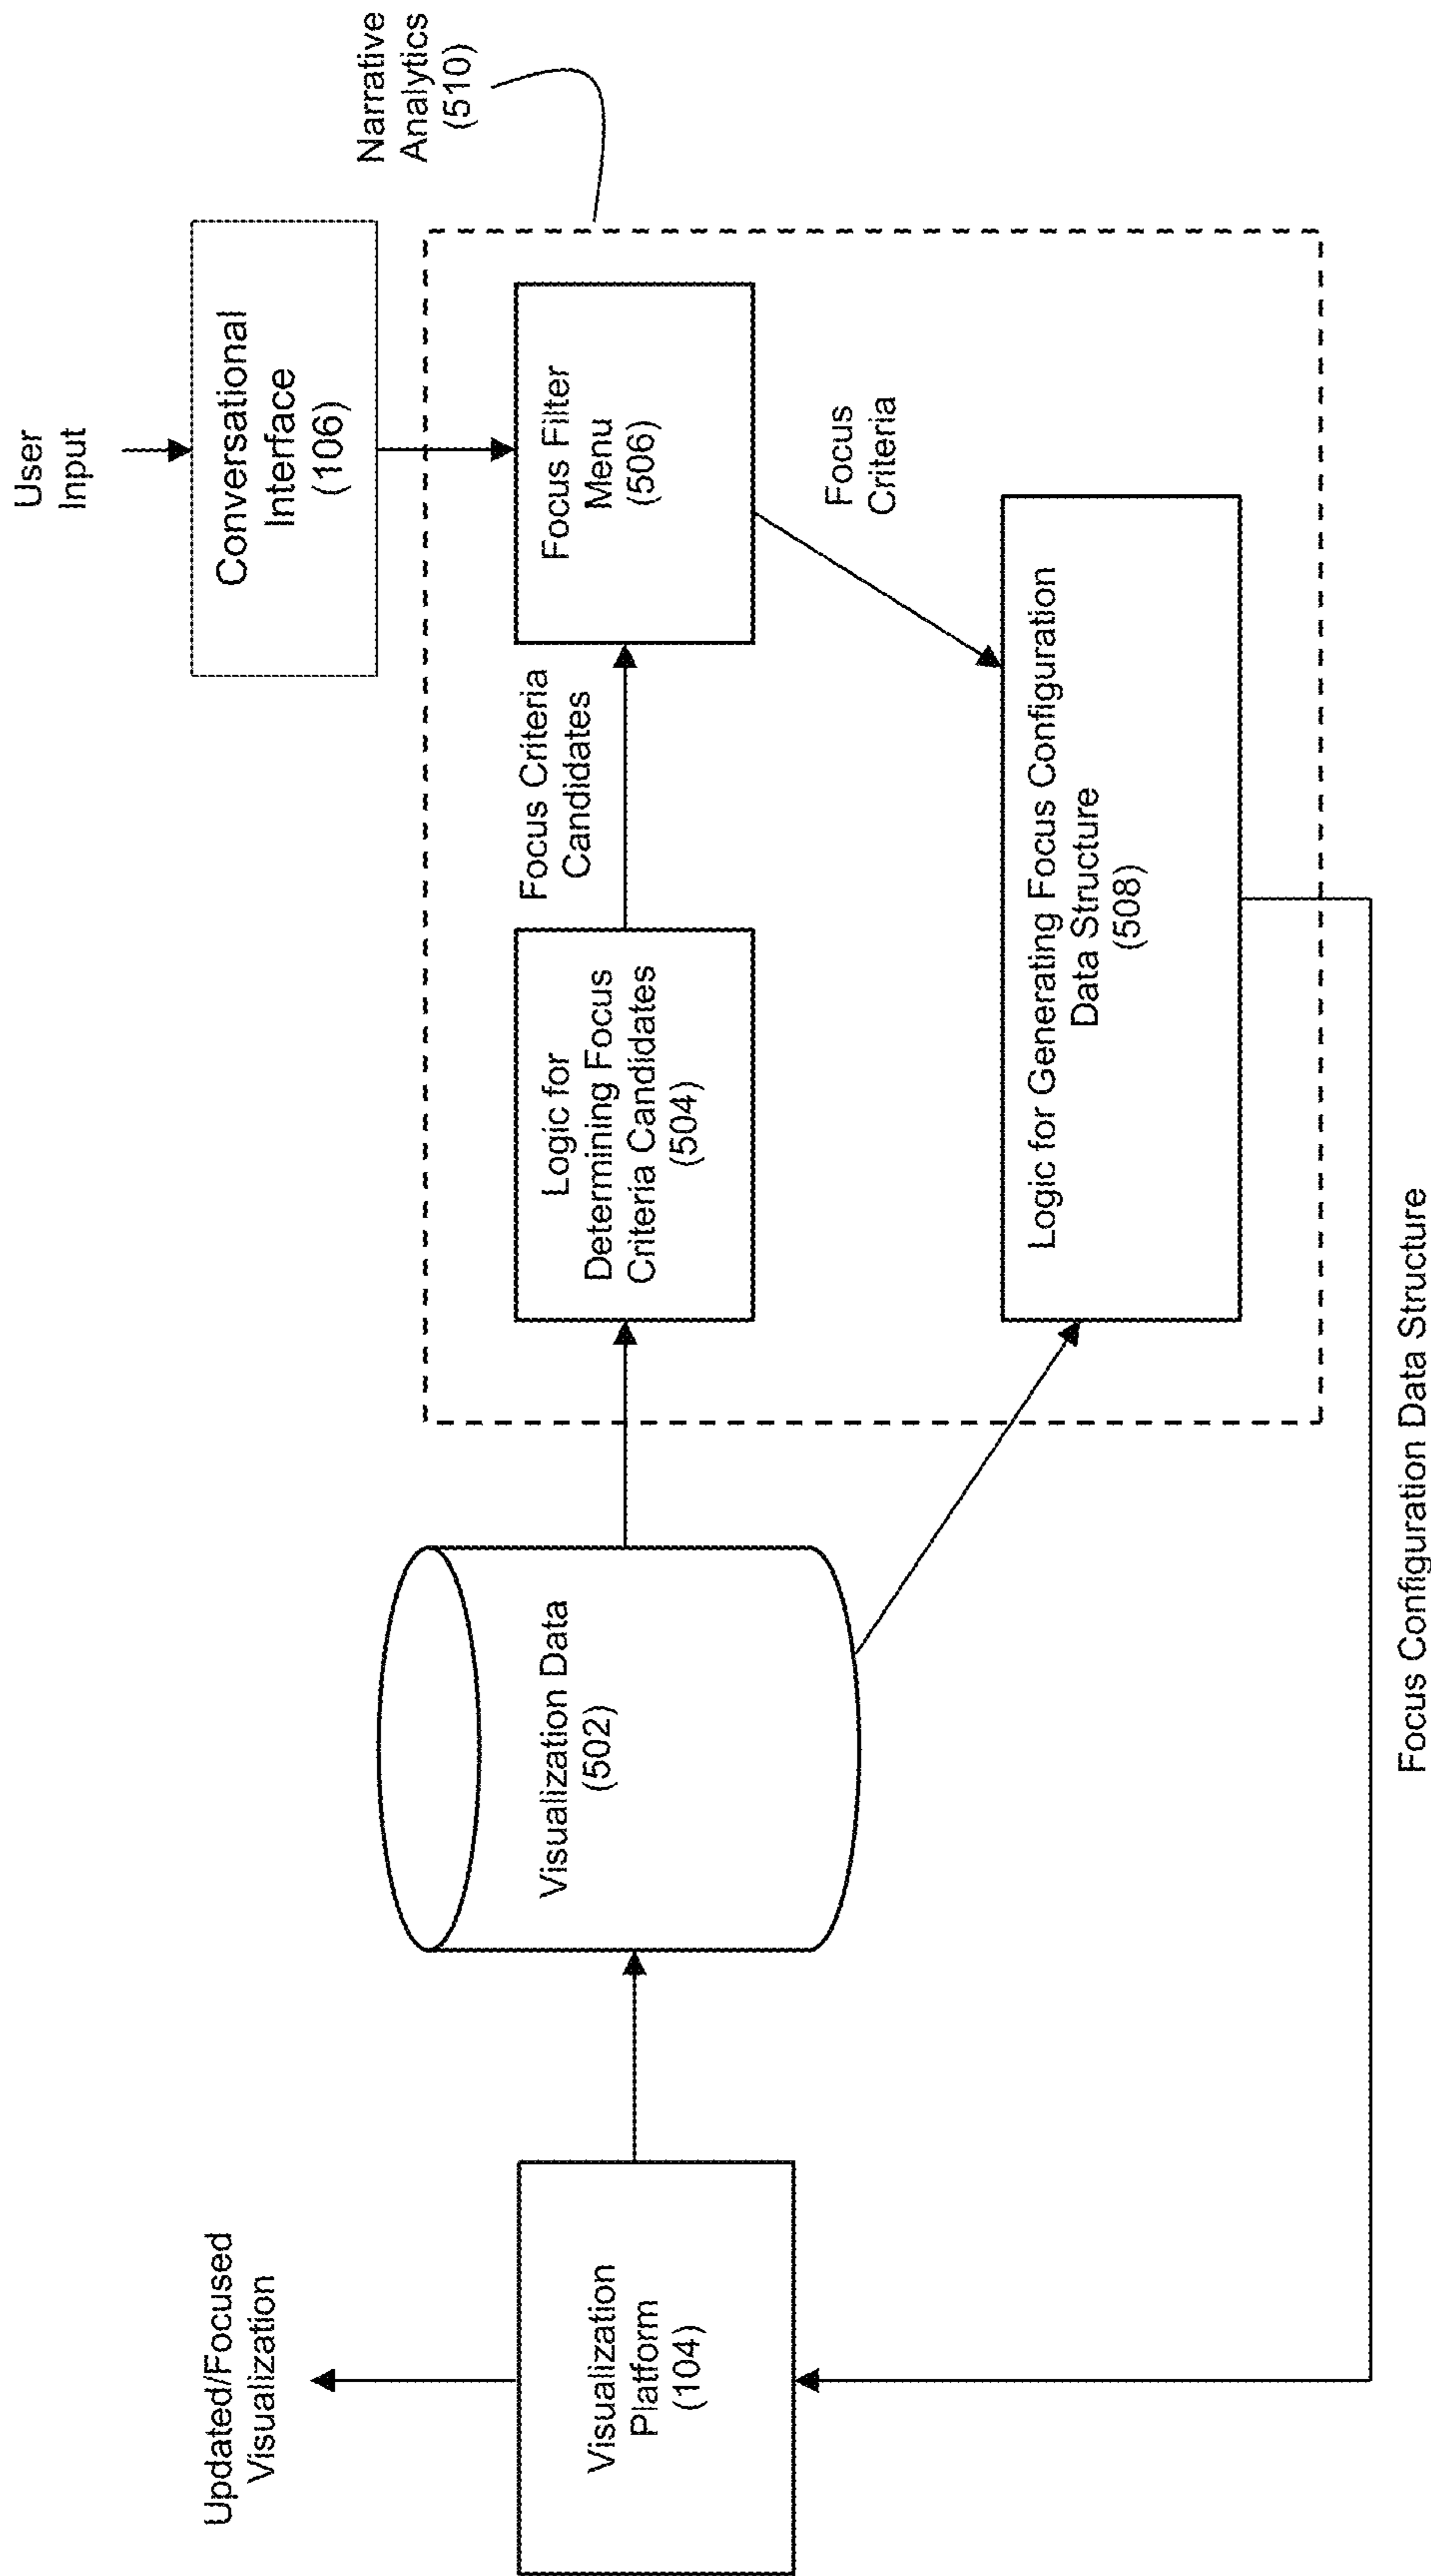 User
Input
Conversational
Interface
(106)
Narrative
Analytics
(510)
Updated/Focused
Visualization
Visualization
Platform
(104)
Visualization Data
(502)
Logic for
Determining Focus
Criteria Candidates
(504)
Focus Criteria
Candidates
Focus Filter
Menu
(506)
Focus
Criteria
Logic for Generating Focus Configuration
Data Structure
(508)
Focus Configuration Data Structure